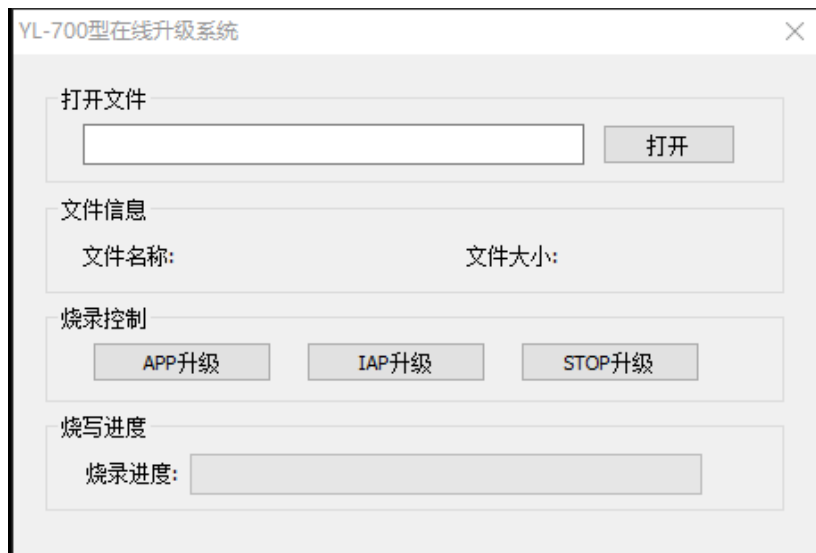 YL-700型在线升级系统
打开文件
打开
文件信息
文件名称: 文件大小:
烧录控制
APP升级 IAP升级 STOP升级
烧写进度
烧录进度: